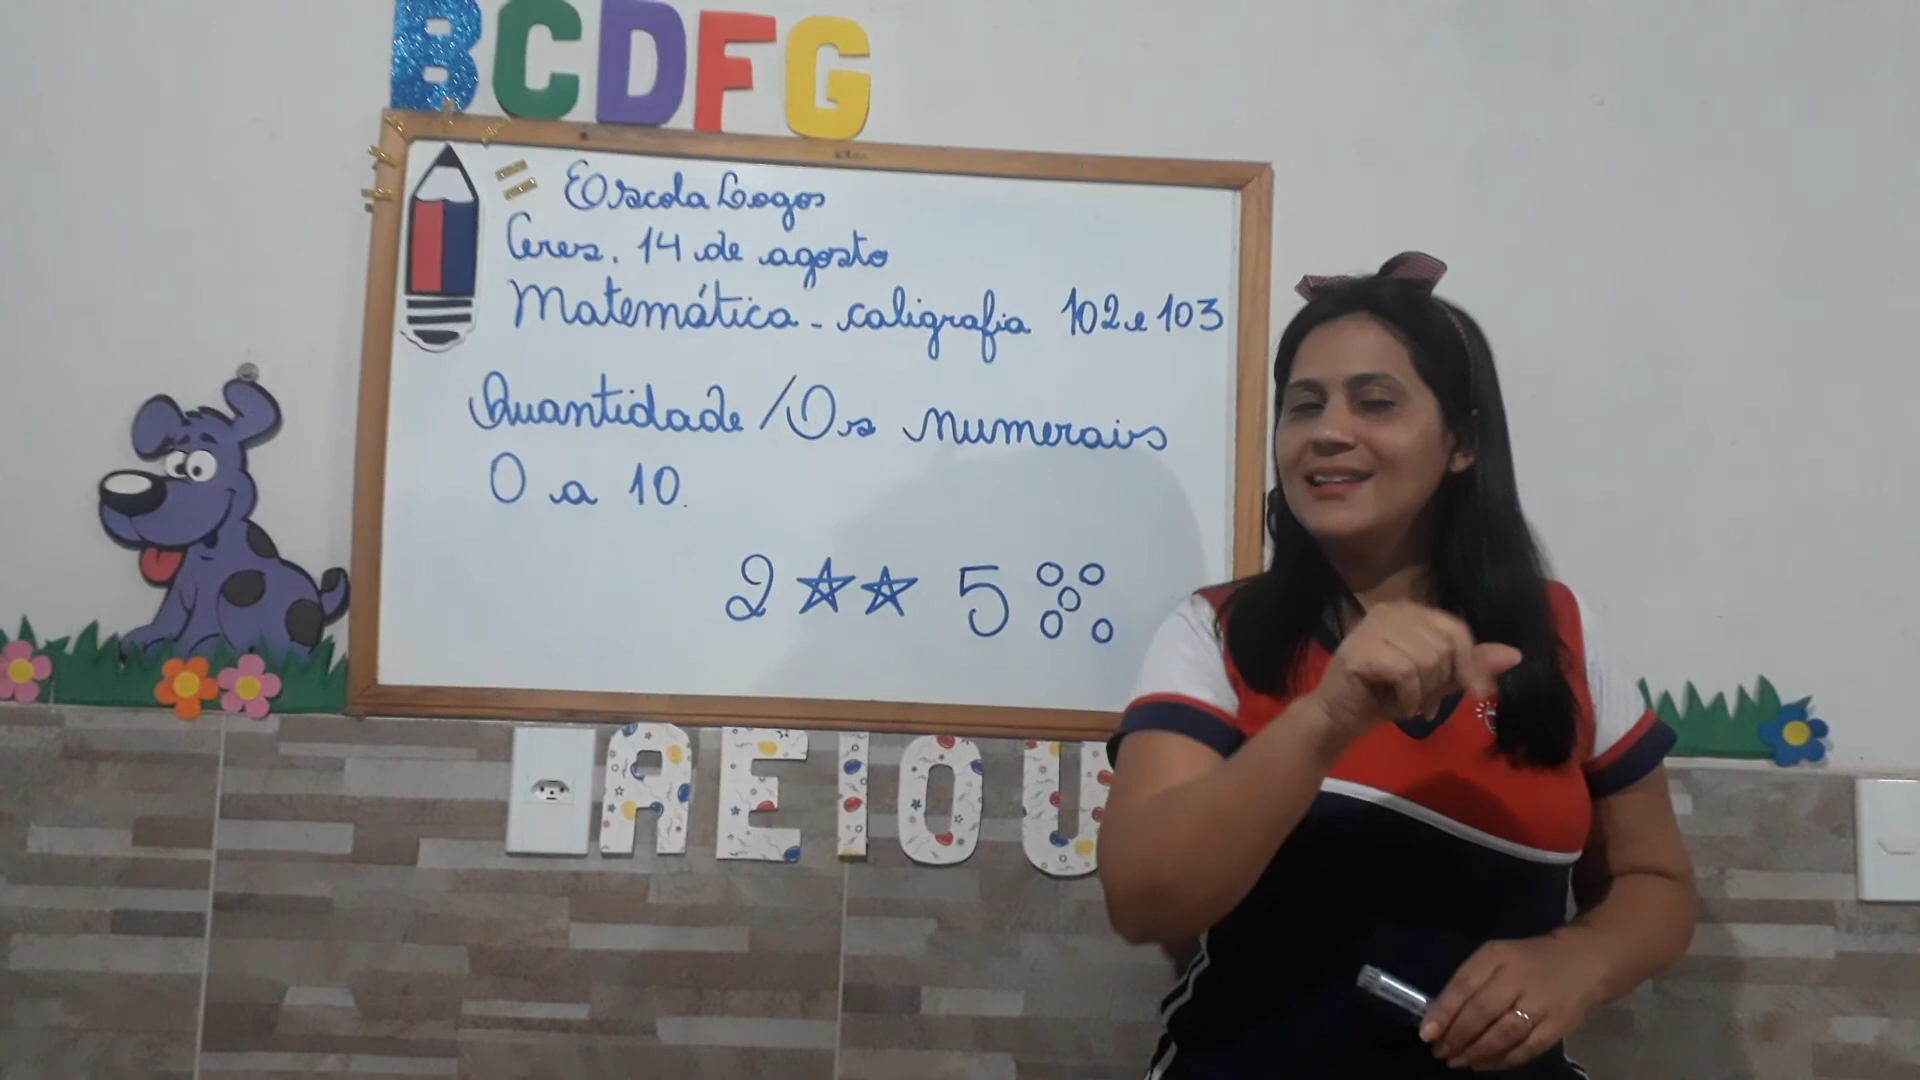 BCDFG
Escola Logos
Ceres, 14 de agosto
Matemática - caligrafia 102 e 103
Quantidade / Os numerais
0 a 10.
2 5
AEIOU